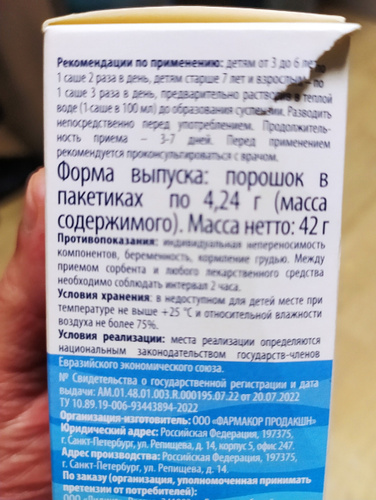 Рекомендации по применению: детям от 3 до 6 лет по
1 саше 2 раза в день, детям старше 7 лет и взрослым по
1 саше 3 раза в день, предварительно растворив в теплой
воде (1 саше в 100 мл) до образования суспензии. Разводить
непосредственно перед употреблением. Продолжитель-
ность приема – 3-7 дней. Перед применением
рекомендуется проконсультироваться с врачом.
Форма выпуска: порошок в
пакетиках по 4,24 г (масса
содержимого). Масса нетто: 42 г
Противопоказания: индивидуальная непереносимость
компонентов, беременность, кормление грудью. Между
приемом сорбента и любого лекарственного средства
необходимо соблюдать интервал 2 часа.
Условия хранения: в недоступном для детей месте при
температуре не выше +25 °С и относительной влажности
воздуха не более 75%.
Условия реализации: места реализации определяются
национальным законодательством государств-членов
Евразийского экономического союза.
№ Свидетельства о государственной регистрации и дата
выдачи: AM.01.48.01.003.R.000195.07.22 от 20.07.2022
ТУ 10.89.19-006-93443894-2022
Организация-изготовитель: ООО «ФАРМАКОР ПРОДАКШН»
Юридический адрес: Российская Федерация, 197375,
г. Санкт-Петербург, ул. Репищева, д. 14, корпус 5, офис 247.
Адрес производства: Российская Федерация, 197375,
г. Санкт-Петербург, ул. Репищева, д. 14.
По заказу (организация, уполномоченная принимать
претензии от потребителей):